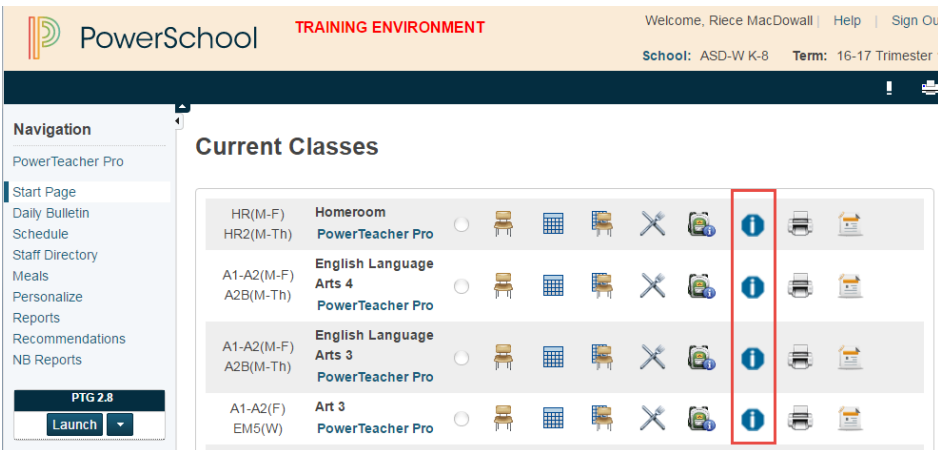 PowerSchool
TRAINING ENVIRONMENT
Welcome, Riece MacDowall | Help | Sign Ou
School: ASD-W K-8 Term: 16-17 Trimester
Navigation
PowerTeacher Pro
Start Page
Daily Bulletin
Schedule
Staff Directory
Meals
Personalize
Reports
Recommendations
NB Reports
PTG 2.8
Launch
Current Classes
HR(M-F)
HR2(M-Th)
Homeroom
PowerTeacher Pro
A1-A2(M-F)
A2B(M-Th)
English Language
Arts 4
PowerTeacher Pro
A1-A2(M-F)
A2B(M-Th)
English Language
Arts 3
PowerTeacher Pro
A1-A2(F)
EM5(W)
Art 3
PowerTeacher Pro